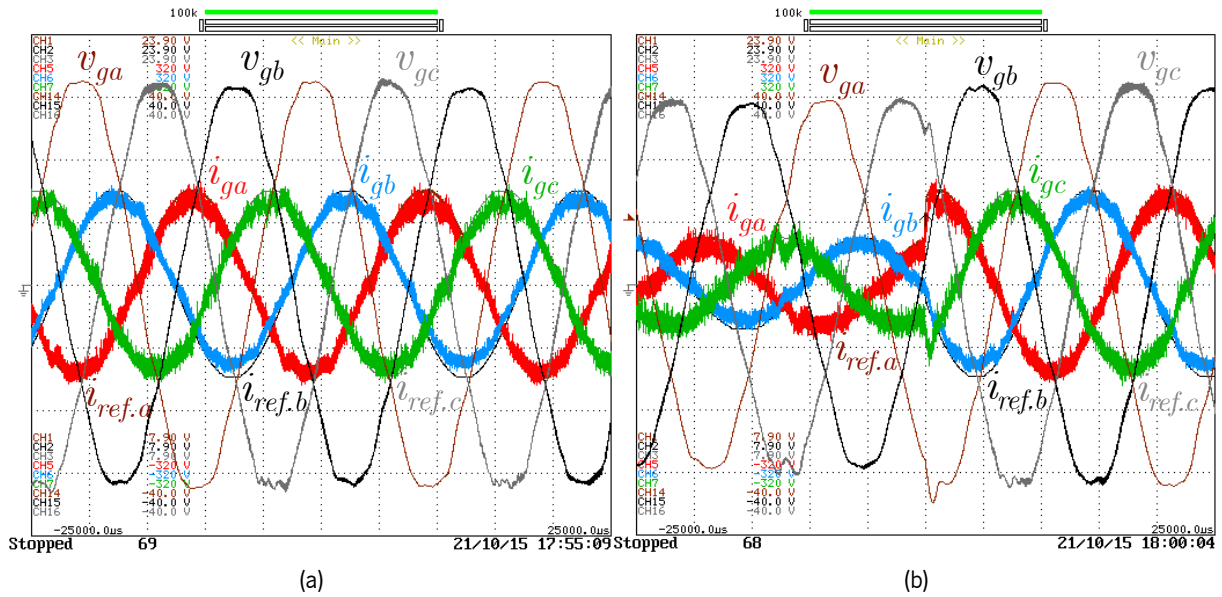 100k
<< Main >>
CH1 23.90 V
CH2 23.90 V
CH3 23.90 V
CH5 320 V
CH6 320 V
CH7 320 V
CH14 40.0 V
CH15 40.0 V
CH16 40.0 V
v_ga v_gb v_gc
i_ga i_gb i_gc
i_ref.a i_ref.b i_ref.c
CH1 7.90 V
CH2 7.90 V
CH3 7.90 V
CH5 -320 V
CH6 -320 V
CH7 -320 V
CH14 -40.0 V
CH15 -40.0 V
CH16 -40.0 V
-25000.0us 25000.0us
Stopped 69 21/10/15 17:55:09
(a)
100k
<< Main >>
CH1 23.90 V
CH2 23.90 V
CH3 23.90 V
CH5 320 V
CH6 320 V
CH7 320 V
CH14 40.0 V
CH15 40.0 V
CH16 40.0 V
v_ga v_gb v_gc
i_ga i_gb i_gc
i_ref.a i_ref.b i_ref.c
CH1 7.90 V
CH2 7.90 V
CH3 7.90 V
CH5 -320 V
CH6 -320 V
CH7 -320 V
CH14 -40.0 V
CH15 -40.0 V
CH16 -40.0 V
-25000.0us 25000.0us
Stopped 68 21/10/15 18:00:04
(b)